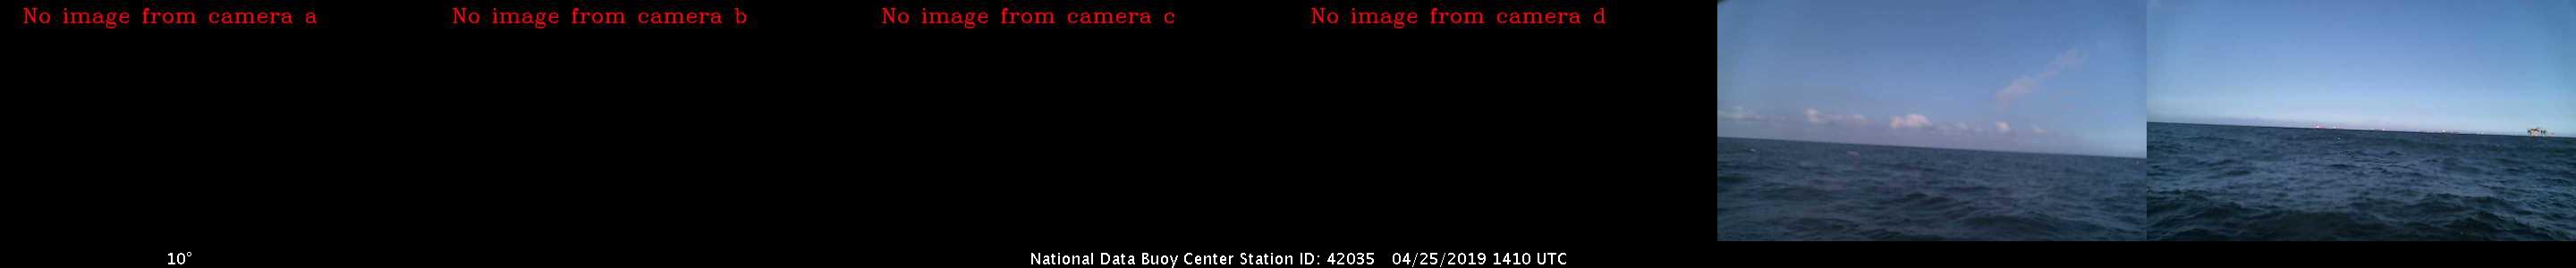 No image from camera a
No image from camera b
No image from camera c
No image from camera d
10°
National Data Buoy Center Station ID: 42035 04/25/2019 1410 UTC